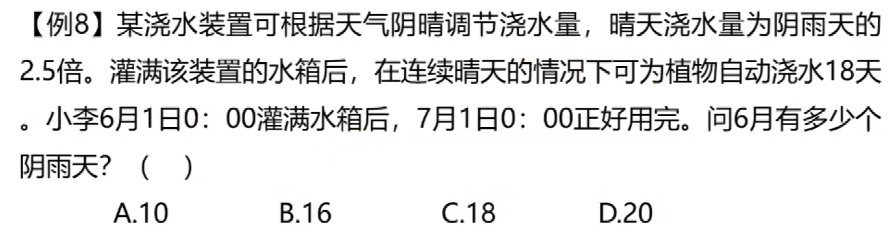 【例8】某浇水装置可根据天气阴晴调节浇水量，晴天浇水量为阴雨天的
2.5倍。灌满该装置的水箱后，在连续晴天的情况下可为植物自动浇水18天
。小李6月1日0：00灌满水箱后，7月1日0：00正好用完。问6月有多少个
阴雨天？（ ）
A.10 B.16 C.18 D.20